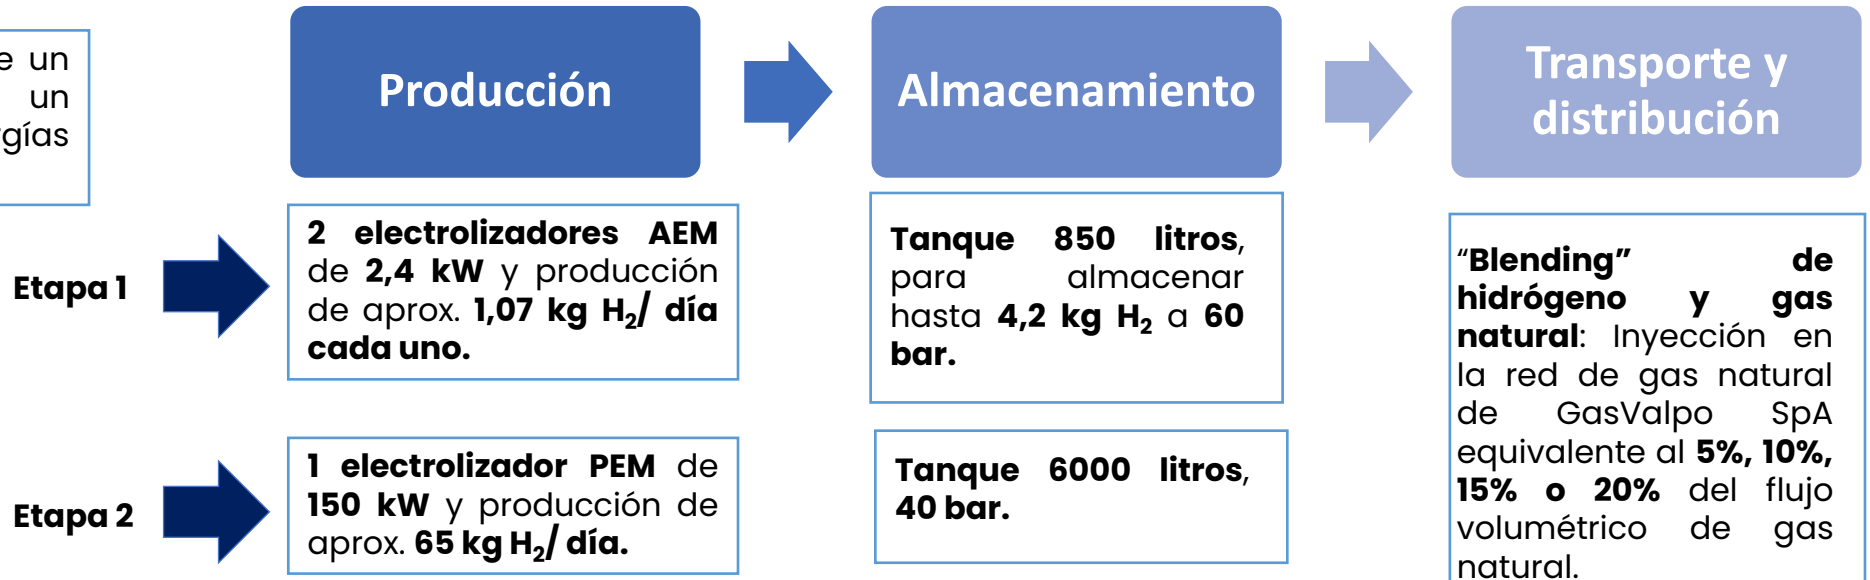 e un
un
rgías
Producción
Almacenamiento
Transporte y
distribución
Etapa 1
2 electrolizadores AEM
de 2,4 kW y producción
de aprox. 1,07 kg H₂/ día
cada uno.
Tanque 850 litros,
para almacenar
hasta 4,2 kg H₂ a 60
bar.
“Blending” de
hidrógeno y gas
natural: Inyección en
la red de gas natural
de GasValpo SpA
equivalente al 5%, 10%,
15% o 20% del flujo
volumétrico de gas
natural.
Etapa 2
1 electrolizador PEM de
150 kW y producción de
aprox. 65 kg H₂/ día.
Tanque 6000 litros,
40 bar.